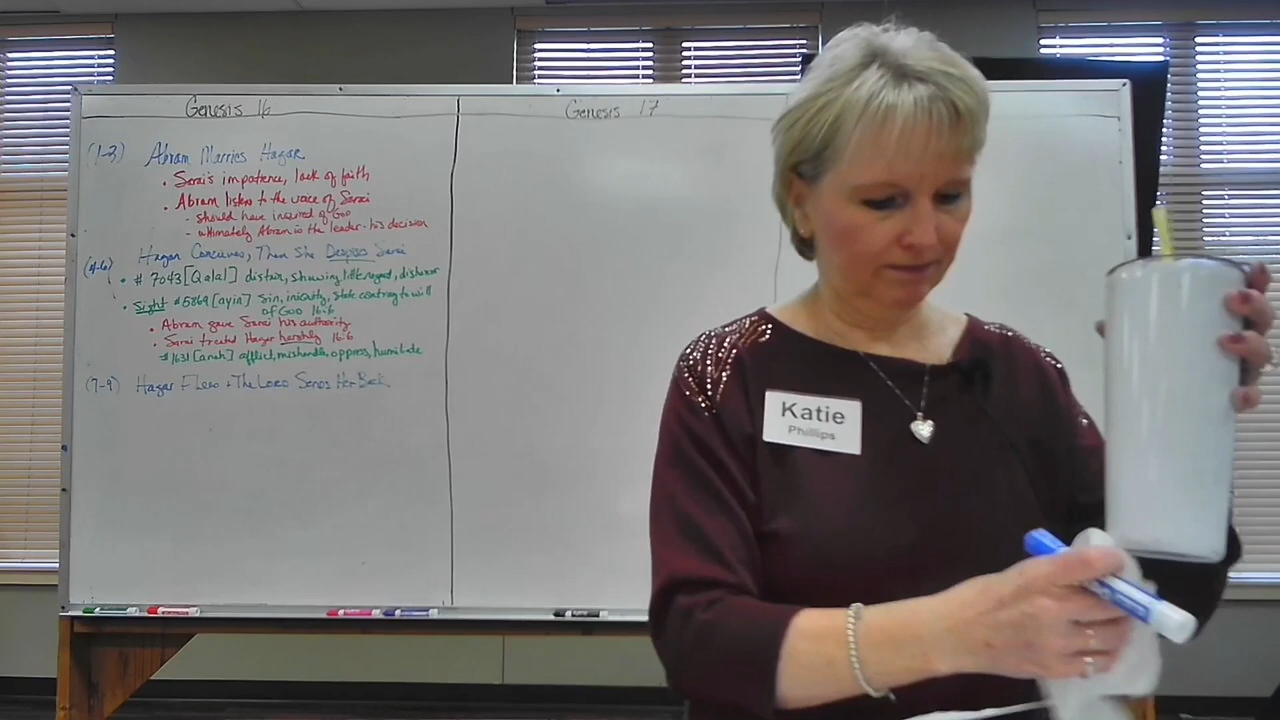 Genesis 16
Genesis 17
(1-3) Abram Marries Hagar
• Sarai's impatience, lack of faith
• Abram listens to the voice of Sarai
- should have inquired of God
- ultimately Abram is the leader - his decision
(4-6) Hagar Conceives, Then She Despises Sarai
• #7043 [Qalal] disdain, showing little regard, dishonor
• Sight #5869 [ayin] sin, iniquity, state contrary to will
of God 16:6
• Abram gave Sarai his authority
• Sarai treated Hagar harshly 16:6
#1631 [anah] afflict, mishandle, oppress, humiliate
(7-9) Hagar Fled & The Lord Sends Her Back
Katie
Phillips